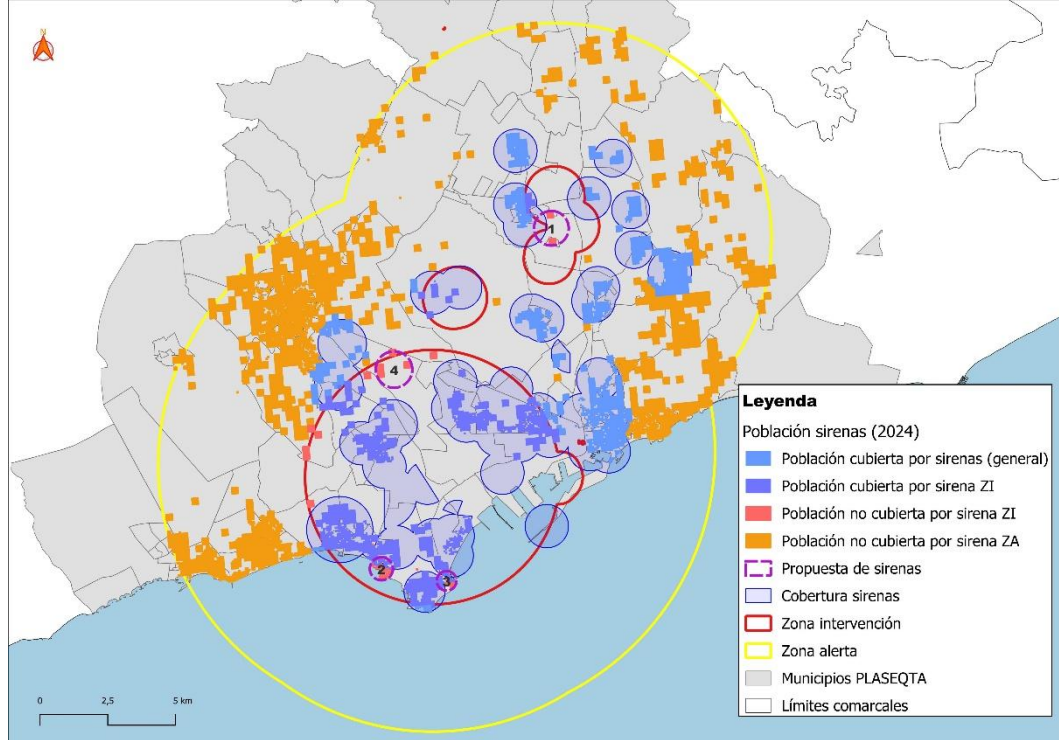 N
1
4
2
3
Leyenda
Población sirenas (2024)
Población cubierta por sirenas (general)
Población cubierta por sirena ZI
Población no cubierta por sirena ZI
Población no cubierta por sirena ZA
Propuesta de sirenas
Cobertura sirenas
Zona intervención
Zona alerta
Municipios PLASEQTA
Límites comarcales
0 2,5 5 km